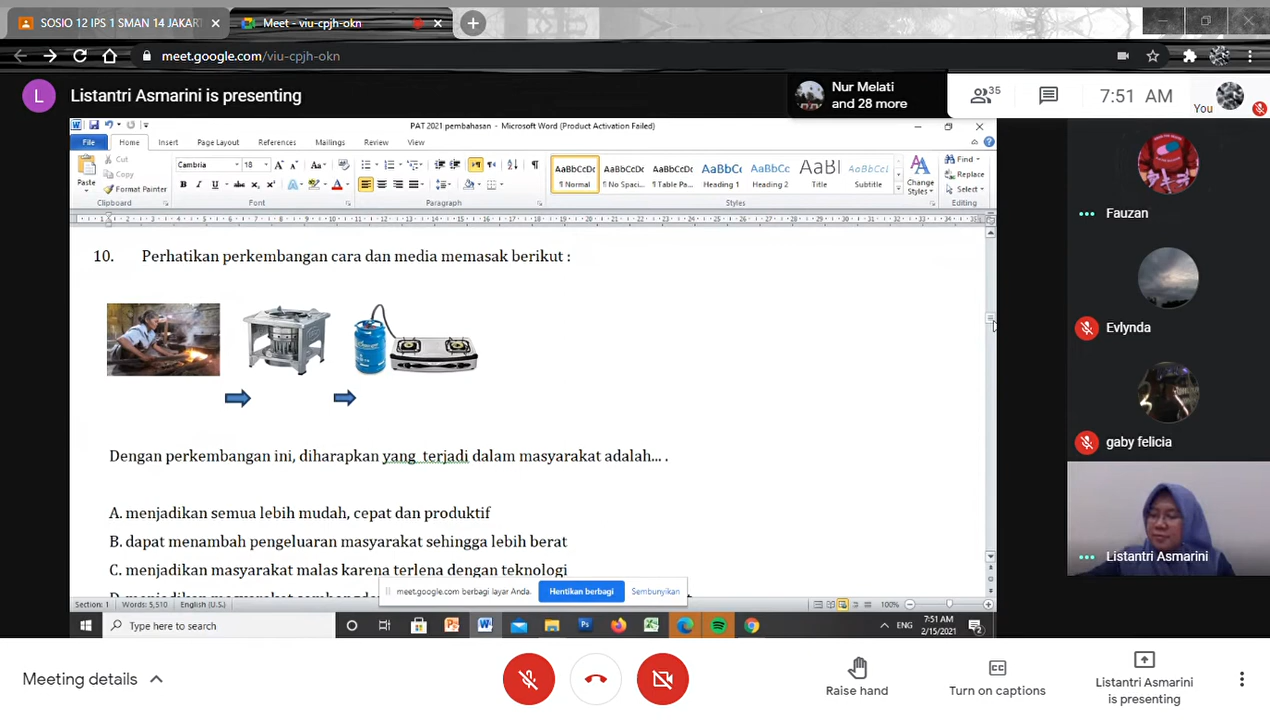 SOSIO 12 IPS 1 SMAN 14 JAKART
Meet - viu-cpjh-okn
meet.google.com/viu-cpjh-okn
L
Listantri Asmarini is presenting
Nur Melati
and 28 more
35
7:51 AM
You
PAT 2021 pembahasan - Microsoft Word (Product Activation Failed)
File Home Insert Page Layout References Mailings Review View
Paste
Cut
Copy
Format Painter
Clipboard
Cambria 18
Font
Paragraph
AaBbCcDc AaBbCcDc AaBbCcDc AaBbCc AaBbCc AaBl AaBbCc
¶ Normal ¶ No Spaci... ¶ Table Pa... Heading 1 Heading 2 Title Subtitle
Styles
Change Styles
Find
Replace
Select
Editing
10. Perhatikan perkembangan cara dan media memasak berikut :
Dengan perkembangan ini, diharapkan yang terjadi dalam masyarakat adalah... .
A. menjadikan semua lebih mudah, cepat dan produktif
B. dapat menambah pengeluaran masyarakat sehingga lebih berat
C. menjadikan masyarakat malas karena terlena dengan teknologi
meet.google.com berbagi layar Anda. Hentikan berbagi Sembunyikan
Section: 1 Words: 5,510 English (U.S.) 100%
Type here to search
ENG
7:51 AM
2/15/2021
2
Fauzan
Evlynda
gaby felicia
Listantri Asmarini
Meeting details
Raise hand
Turn on captions
Listantri Asmarini
is presenting